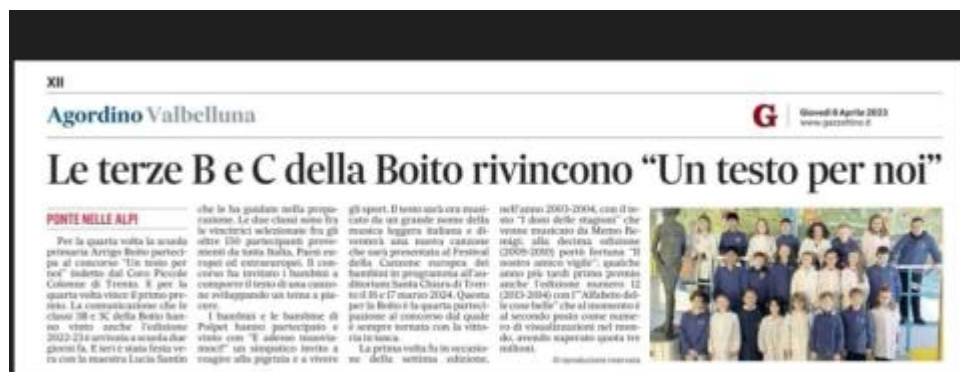 XII
Agordino Valbelluna
G
Giovedì 6 Aprile 2023
www.gazzettino.it
Le terze B e C della Boito rivincono “Un testo per noi”
PONTE NELLE ALPI
Per la quarta volta la scuola
primaria Arrigo Boito parteci-
pa al concorso "Un testo per
noi" indetto dal Coro Piccole
Colonne di Trento. E per la
quarta volta vince il primo pre-
mio. La comunicazione che le
classi 3B e 3C della Boito han-
no vinto anche l'edizione
2022-23 è arrivata a scuola due
giorni fa. E ieri è stata festa ve-
ra con la maestra Lucia Santin
che le ha guidate nella prepa-
razione. Le due classi sono fra
le vincitrici selezionate fra gli
oltre 150 partecipanti prove-
nienti da tutta Italia, Paesi eu-
ropei ed extraeuropei. Il con-
corso ha invitato i bambini a
comporre il testo di una canzo-
ne sviluppando un tema a pia-
cere.
I bambini e le bambine di
Polpet hanno partecipato e
vinto con "E adesso muovia-
moci!" un simpatico invito a
reagire alla pigrizia e a vivere
gli sport. Il testo sarà ora musi-
cato da un grande nome della
musica leggera italiana e di-
venterà una nuova canzone
che sarà presentata al Festival
della Canzone europea dei
bambini in programma all'au-
ditorium Santa Chiara di Tren-
to il 16 e 17 marzo 2024. Questa
per la Boito è la quarta parteci-
pazione al concorso dal quale
è sempre tornata con la vitto-
ria in tasca.
La prima volta fu in occasio-
ne della settima edizione,
nell'anno 2003-2004, con il te-
sto "I doni delle stagioni" che
venne musicato da Memo Re-
migi, alla decima edizione
(2009-2010) portò fortuna "Il
nostro amico vigile"; qualche
anno più tardi primo premio
anche l'edizione numero 12
(2013-2014) con l'"Alfabeto del-
le cose belle" che al momento è
al secondo posto come nume-
ro di visualizzazioni nel mon-
do, avendo superato quota tre
milioni.
© riproduzione riservata